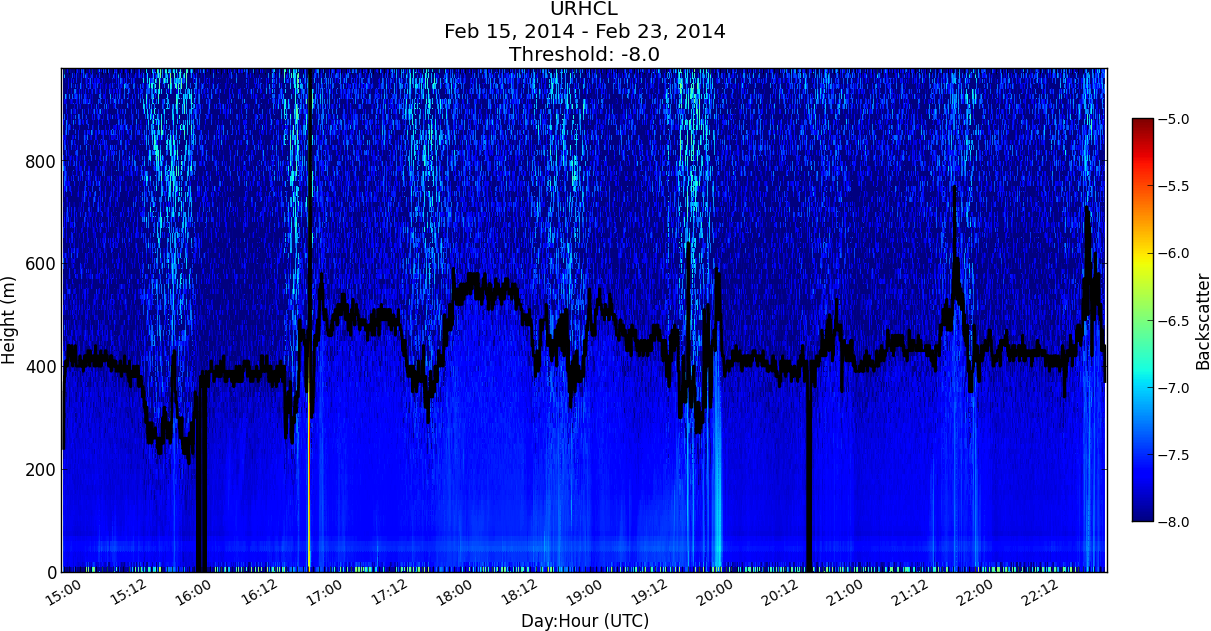 URHCL
Feb 15, 2014 - Feb 23, 2014
Threshold: -8.0
Height (m)
800
600
400
200
0
15:00 15:12 16:00 16:12 17:00 17:12 18:00 18:12 19:00 19:12 20:00 20:12 21:00 21:12 22:00 22:12
Day:Hour (UTC)
−5.0
−5.5
−6.0
−6.5
−7.0
−7.5
−8.0
Backscatter